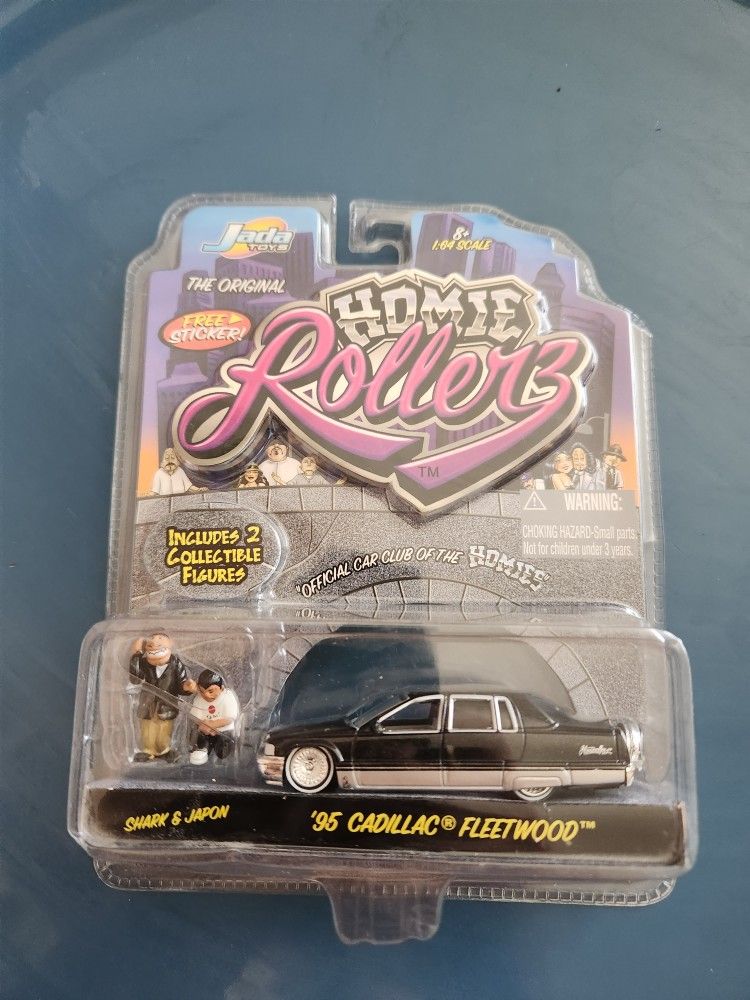 Jada
TOYS
8+
1:64 SCALE
THE ORIGINAL
FREE
STICKER!
HOMIE
Rollerz
TM
WARNING:
CHOKING HAZARD-Small parts.
Not for children under 3 years.
INCLUDES 2
COLLECTIBLE
FIGURES
"OFFICIAL CAR CLUB OF THE HOMIES"
SHARK & JAPON
'95 CADILLAC® FLEETWOOD™